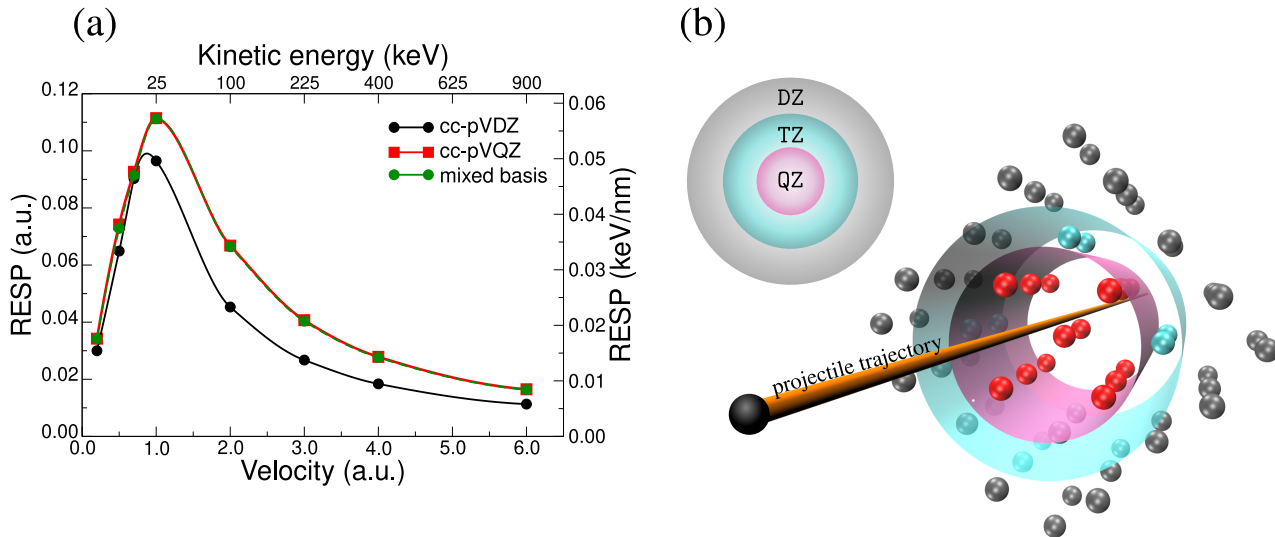 (a)
Kinetic energy (keV)
25 100 225 400 625 900
0.12 0.10 0.08 0.06 0.04 0.02 0.00
RESP (a.u.)
cc-pVDZ
cc-pVQZ
mixed basis
0.06 0.05 0.04 0.03 0.02 0.01 0.00
RESP (keV/nm)
0.0 1.0 2.0 3.0 4.0 5.0 6.0
Velocity (a.u.)
(b)
DZ
TZ
QZ
projectile trajectory